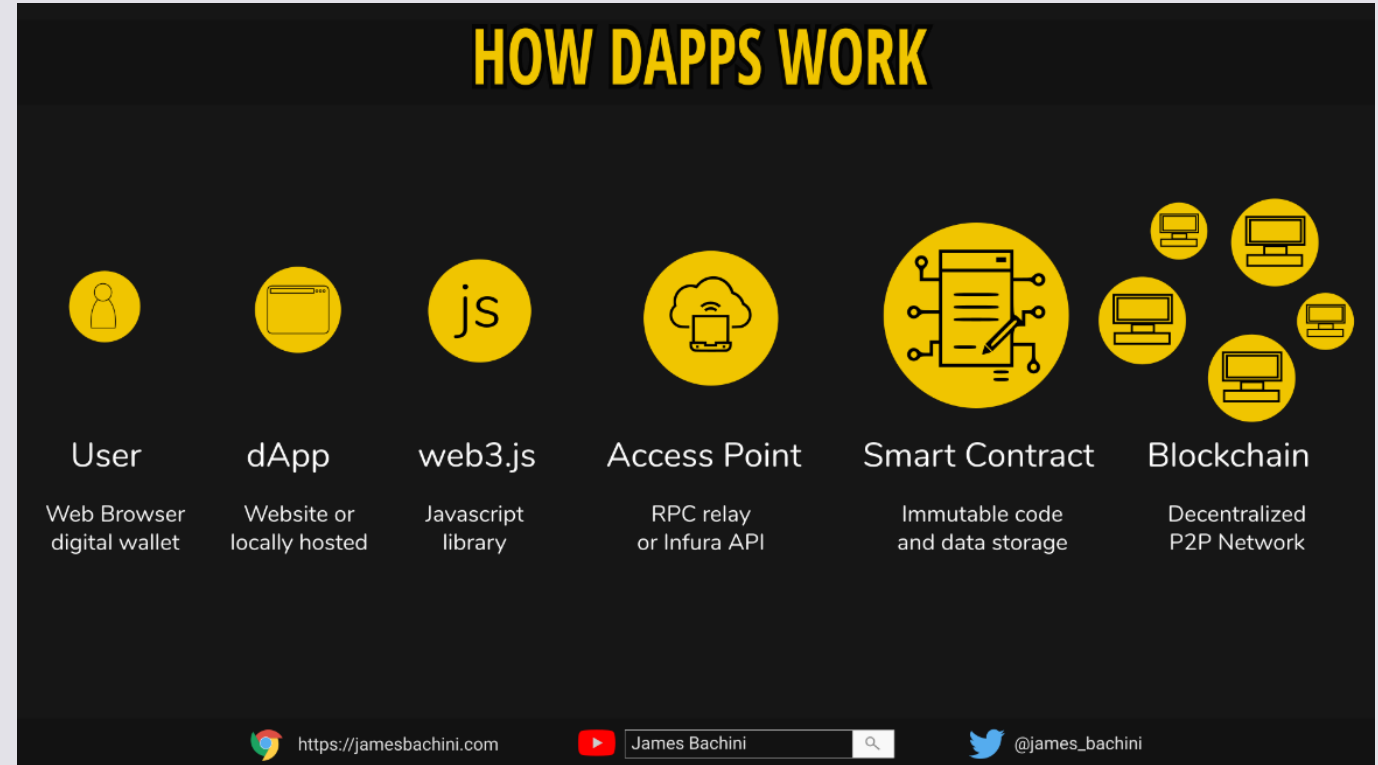 HOW DAPPS WORK
js
User
Web Browser
digital wallet
dApp
Website or
locally hosted
web3.js
Javascript
library
Access Point
RPC relay
or Infura API
Smart Contract
Immutable code
and data storage
Blockchain
Decentralized
P2P Network
https://jamesbachini.com
James Bachini
@james_bachini